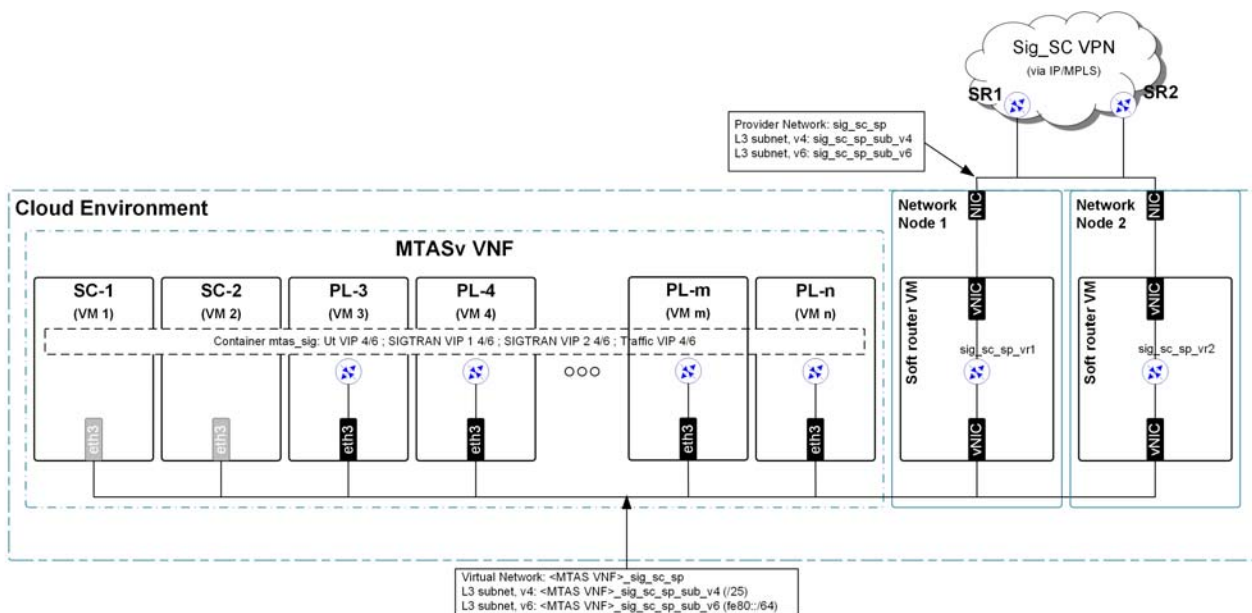 Sig_SC VPN
(via IP/MPLS)
SR1
SR2
Provider Network: sig_sc_sp
L3 subnet, v4: sig_sc_sp_sub_v4
L3 subnet, v6: sig_sc_sp_sub_v6
Cloud Environment
Network
Node 1
NIC
Network
Node 2
NIC
MTASv VNF
SC-1
(VM 1)
SC-2
(VM 2)
PL-3
(VM 3)
PL-4
(VM 4)
PL-m
(VM m)
PL-n
(VM n)
Container mtas_sig: Ut VIP 4/6 ; SIGTRAN VIP 1 4/6 ; SIGTRAN VIP 2 4/6 ; Traffic VIP 4/6
eth3
eth3
eth3
eth3
eth3
eth3
Soft router VM
vNIC
sig_sc_sp_vr1
vNIC
Soft router VM
vNIC
sig_sc_sp_vr2
vNIC
Virtual Network: <MTAS VNF>_sig_sc_sp
L3 subnet, v4: <MTAS VNF>_sig_sc_sp_sub_v4 (/25)
L3 subnet, v6: <MTAS VNF>_sig_sc_sp_sub_v6 (fe80::/64)